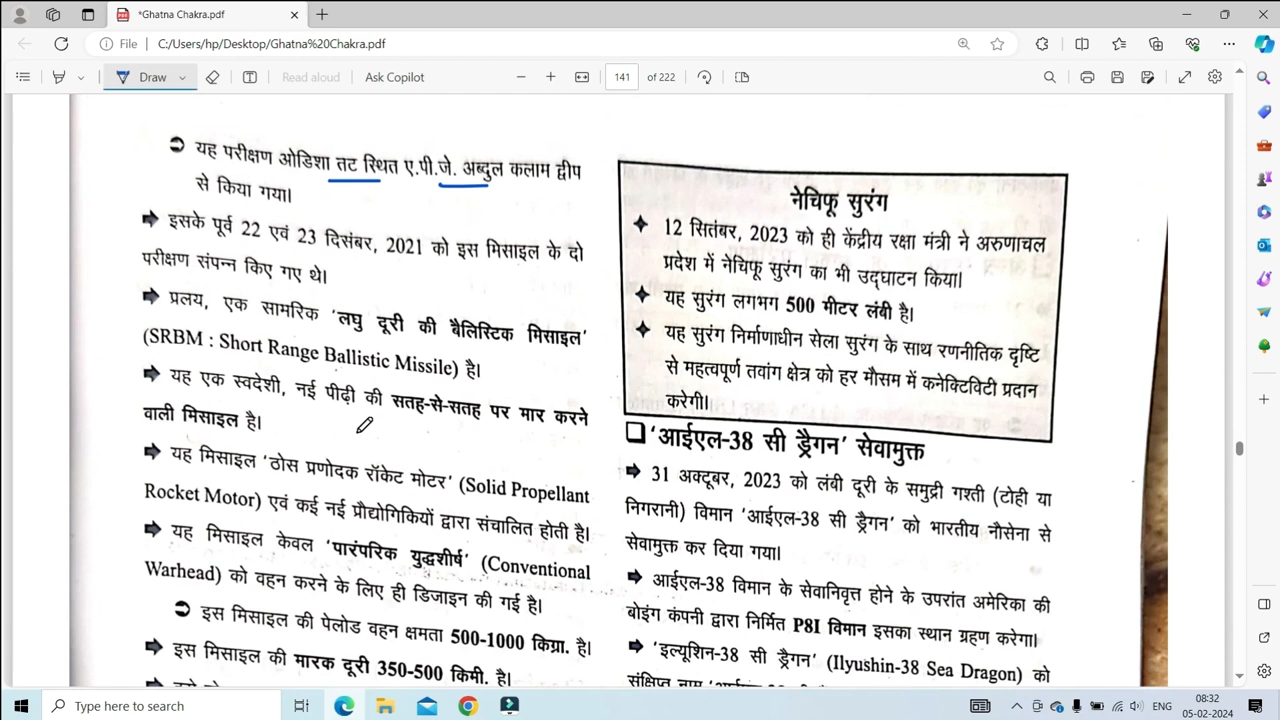 *Ghatna Chakra.pdf
File
C:/Users/hp/Desktop/Ghatna%20Chakra.pdf
Draw
Read aloud
Ask Copilot
141
of 222
यह परीक्षण ओडिशा तट स्थित ए.पी.जे. अब्दुल कलाम द्वीप
से किया गया।
इसके पूर्व 22 एवं 23 दिसंबर, 2021 को इस मिसाइल के दो
परीक्षण संपन्न किए गए थे।
प्रलय, एक सामरिक 'लघु दूरी की बैलिस्टिक मिसाइल'
(SRBM : Short Range Ballistic Missile) है।
यह एक स्वदेशी, नई पीढ़ी की सतह-से-सतह पर मार करने
वाली मिसाइल है।
यह मिसाइल 'ठोस प्रणोदक रॉकेट मोटर' (Solid Propellant
Rocket Motor) एवं कई नई प्रौद्योगिकियों द्वारा संचालित होती है।
यह मिसाइल केवल 'पारंपरिक युद्धशीर्ष' (Conventional
Warhead) को वहन करने के लिए ही डिजाइन की गई है।
इस मिसाइल की पेलोड वहन क्षमता 500-1000 किग्रा. है।
इस मिसाइल की मारक दूरी 350-500 किमी. है।
नेचिफू सुरंग
12 सितंबर, 2023 को ही केंद्रीय रक्षा मंत्री ने अरुणाचल
प्रदेश में नेचिफू सुरंग का भी उद्घाटन किया।
यह सुरंग लगभग 500 मीटर लंबी है।
यह सुरंग निर्माणाधीन सेला सुरंग के साथ रणनीतिक दृष्टि
से महत्वपूर्ण तवांग क्षेत्र को हर मौसम में कनेक्टिविटी प्रदान
करेगी।
'आईएल-38 सी ड्रैगन' सेवामुक्त
31 अक्टूबर, 2023 को लंबी दूरी के समुद्री गश्ती (टोही या
निगरानी) विमान 'आईएल-38 सी ड्रैगन' को भारतीय नौसेना से
सेवामुक्त कर दिया गया।
आईएल-38 विमान के सेवानिवृत्त होने के उपरांत अमेरिका की
बोइंग कंपनी द्वारा निर्मित P8I विमान इसका स्थान ग्रहण करेगा।
'इल्यूशिन-38 सी ड्रैगन' (Ilyushin-38 Sea Dragon) को
संक्षिप्त नाम
Type here to search
ENG
08:32
05-02-2024